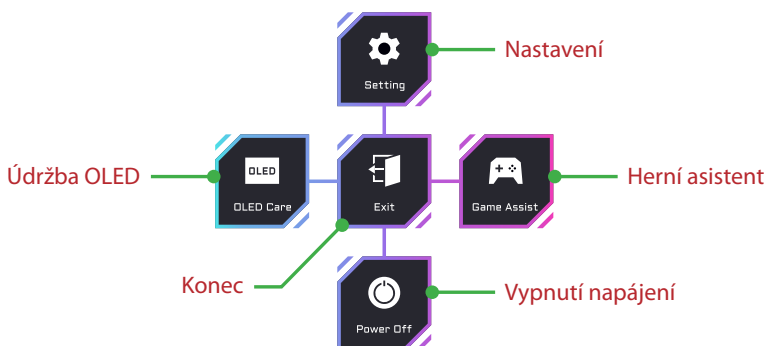 Nastavení
Setting
Údržba OLED
OLED
OLED Care
Exit
Game Assist
Herní asistent
Konec
Vypnutí napájení
Power Off